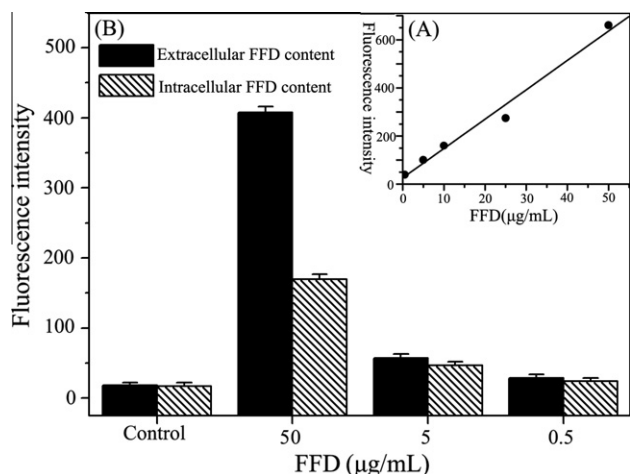 (B)
Extracellular FFD content
Intracellular FFD content
Fluorescence intensity
500
400
300
200
100
0
Control
50
5
0.5
FFD (μg/mL)
(A)
Fluorescence
intensity
600
400
200
0
0
10
20
30
40
50
FFD(μg/mL)